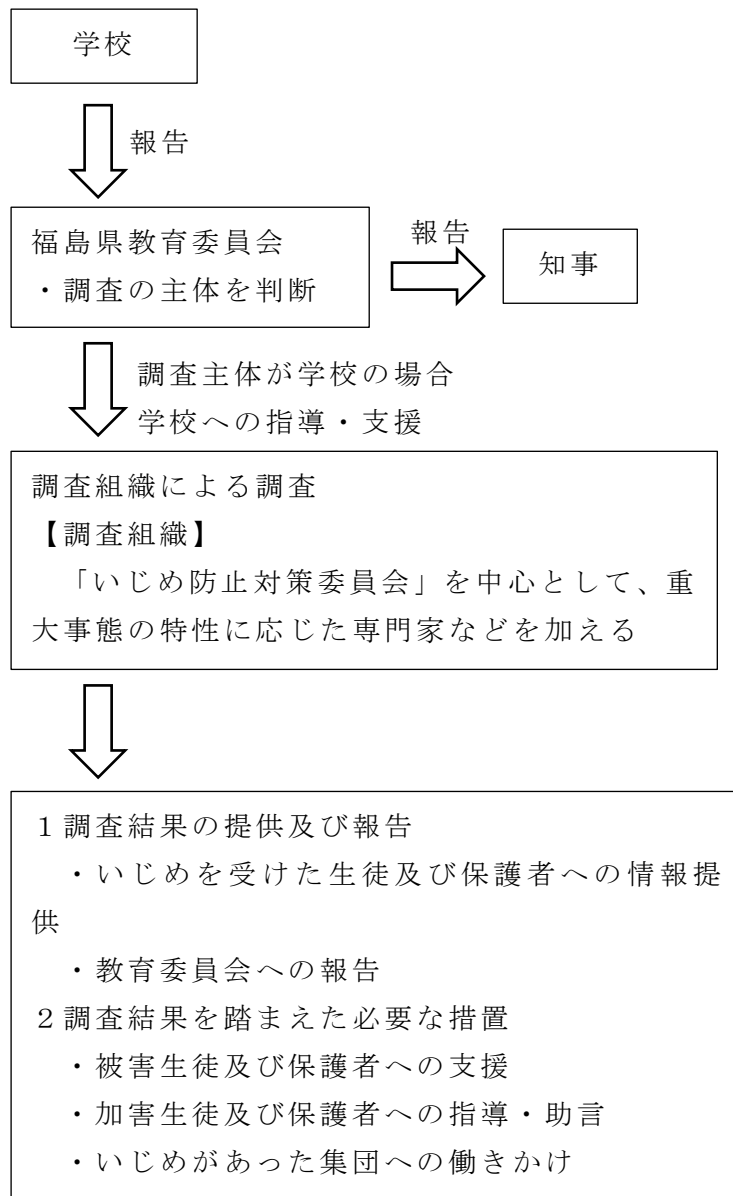 学校
報告
福島県教育委員会
・調査の主体を判断
報告
知事
調査主体が学校の場合
学校への指導・支援
調査組織による調査
【調査組織】
「いじめ防止対策委員会」を中心として、重
大事態の特性に応じた専門家などを加える
１調査結果の提供及び報告
・いじめを受けた生徒及び保護者への情報提
供
・教育委員会への報告
２調査結果を踏まえた必要な措置
・被害生徒及び保護者への支援
・加害生徒及び保護者への指導・助言
・いじめがあった集団への働きかけ